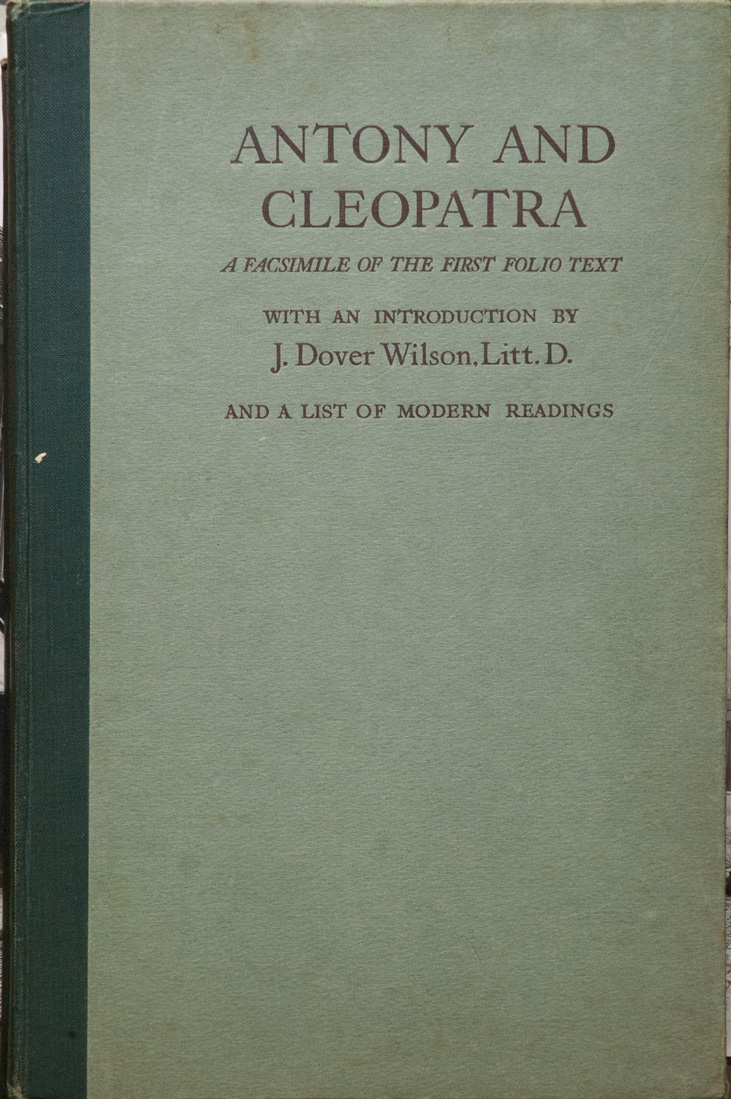 ANTONY AND
CLEOPATRA
A FACSIMILE OF THE FIRST FOLIO TEXT
WITH AN INTRODUCTION BY
J. Dover Wilson, Litt. D.
AND A LIST OF MODERN READINGS